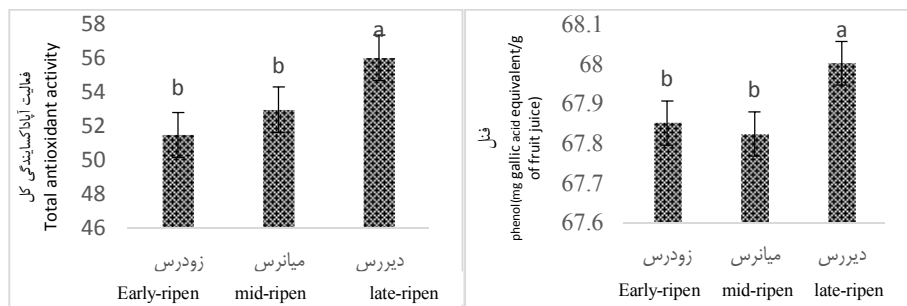 فعالیت آپاداکسایندگی کل
Total antioxidant activity
58
56
54
52
50
48
46
b
b
a
زودرس
میانرس
دیررس
Early-ripen
mid-ripen
late-ripen
فنل
phenol(mg gallic acid equivalent/g
of fruit juice)
68.1
68
67.9
67.8
67.7
67.6
b
b
a
زودرس
میانرس
دیررس
Early-ripen
mid-ripen
late-ripen